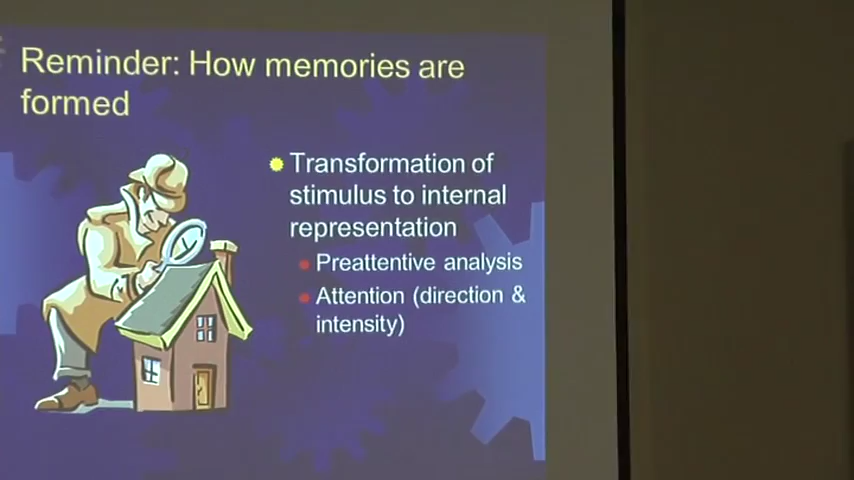 Reminder: How memories are
formed
Transformation of
stimulus to internal
representation
Preattentive analysis
Attention (direction &
intensity)